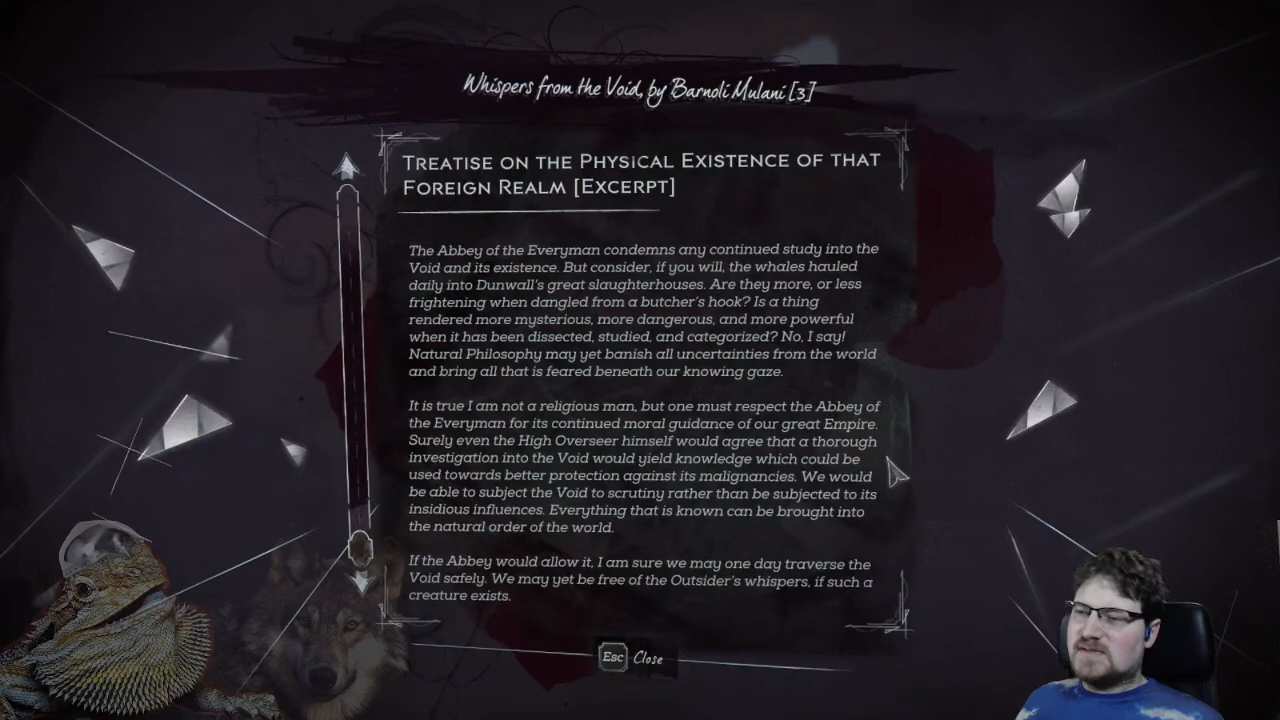 Whispers from the Void, by Barnoli Mulani [3]
Treatise on the Physical Existence of that
Foreign Realm [Excerpt]
The Abbey of the Everyman condemns any continued study into the
Void and its existence. But consider, if you will, the whales hauled
daily into Dunwall's great slaughterhouses. Are they more, or less
frightening when dangled from a butcher's hook? Is a thing
rendered more mysterious, more dangerous, and more powerful
when it has been dissected, studied, and categorized? No, I say!
Natural Philosophy may yet banish all uncertainties from the world
and bring all that is feared beneath our knowing gaze.
It is true I am not a religious man, but one must respect the Abbey of
the Everyman for its continued moral guidance of our great Empire.
Surely even the High Overseer himself would agree that a thorough
investigation into the Void would yield knowledge which could be
used towards better protection against its malignancies. We would
be able to subject the Void to scrutiny rather than be subjected to its
insidious influences. Everything that is known can be brought into
the natural order of the world.
If the Abbey would allow it, I am sure we may one day traverse the
Void safely. We may yet be free of the Outsider's whispers, if such a
creature exists.
Esc Close